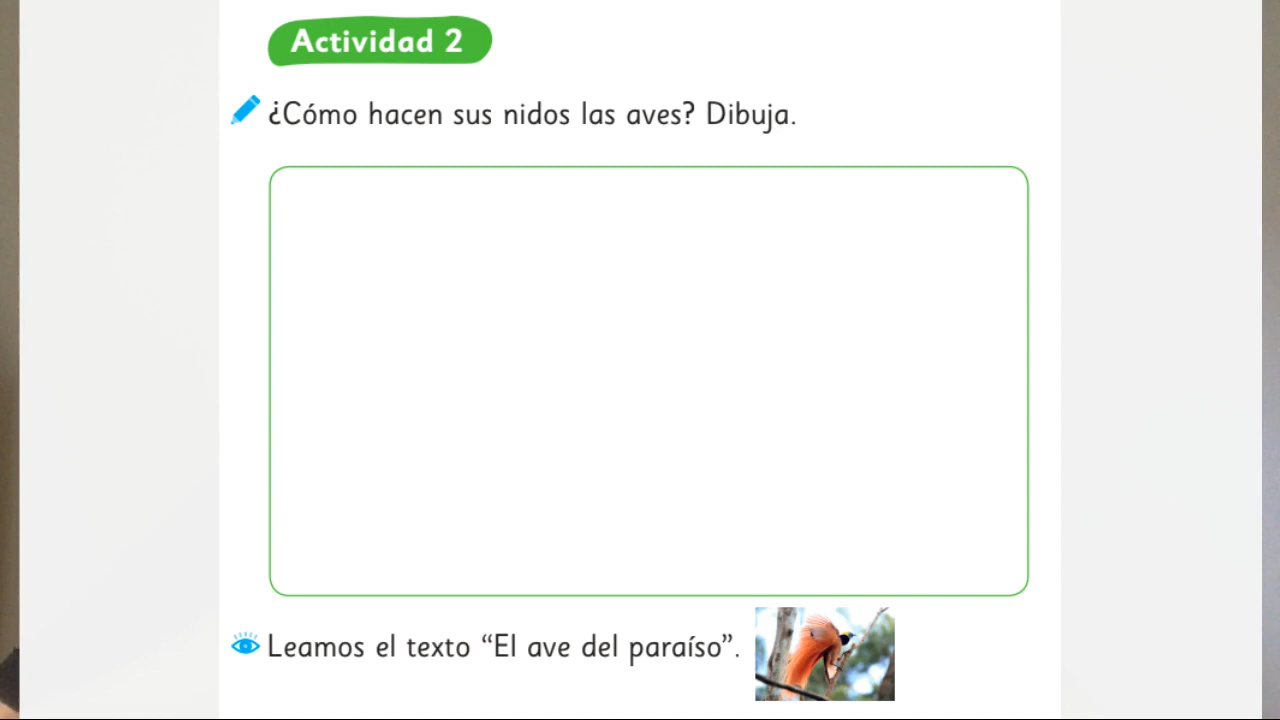 Actividad 2
¿Cómo hacen sus nidos las aves? Dibuja.
Leamos el texto “El ave del paraíso”.